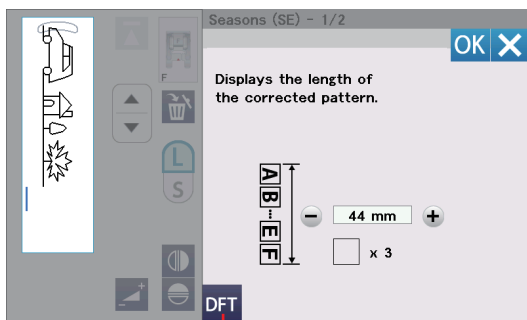 Seasons (SE) - 1/2
OK
F
Displays the length of
the corrected pattern.
L
S
A
B
E
F
44 mm
x 3
DFT